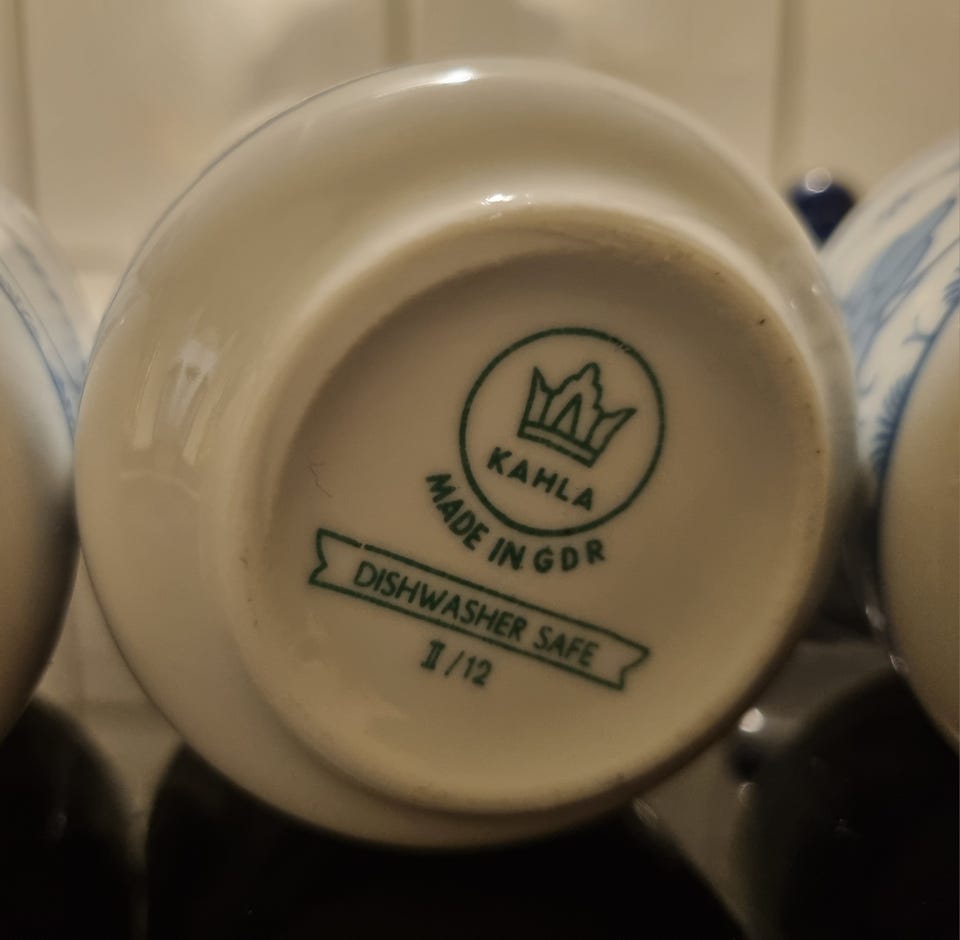 KAHLA
MADE IN GDR
DISHWASHER SAFE
II/12